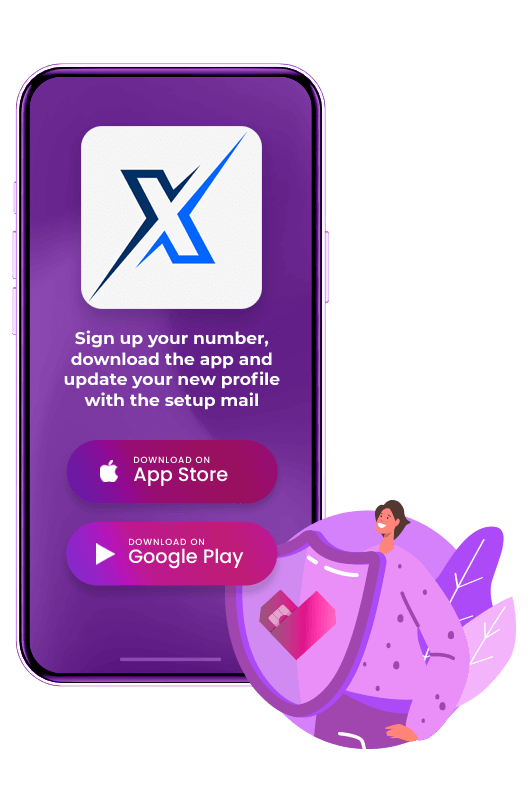 X
Sign up your number,
download the app and
update your new profile
with the setup mail
DOWNLOAD ON
App Store
DOWNLOAD ON
Google Play